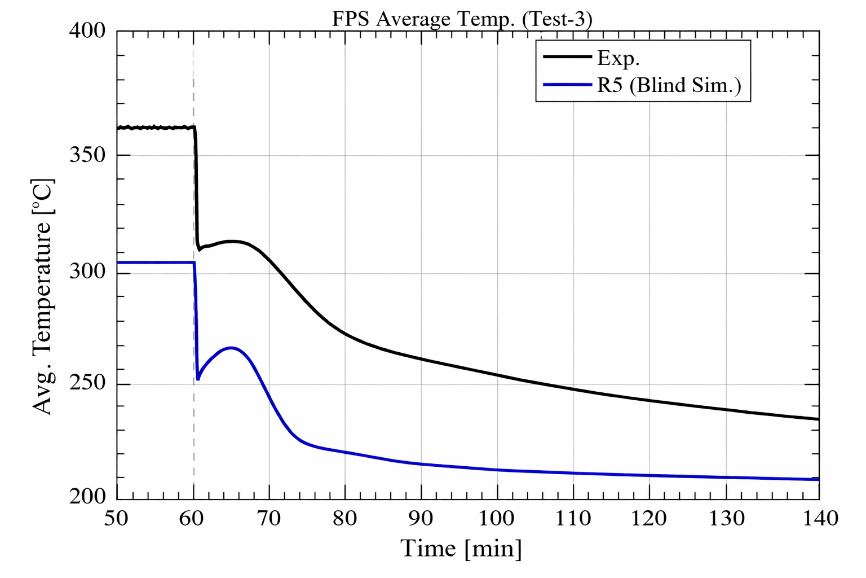 FPS Average Temp. (Test-3)
Exp.
R5 (Blind Sim.)
400
350
300
250
200
Avg. Temperature [°C]
50 60 70 80 90 100 110 120 130 140
Time [min]